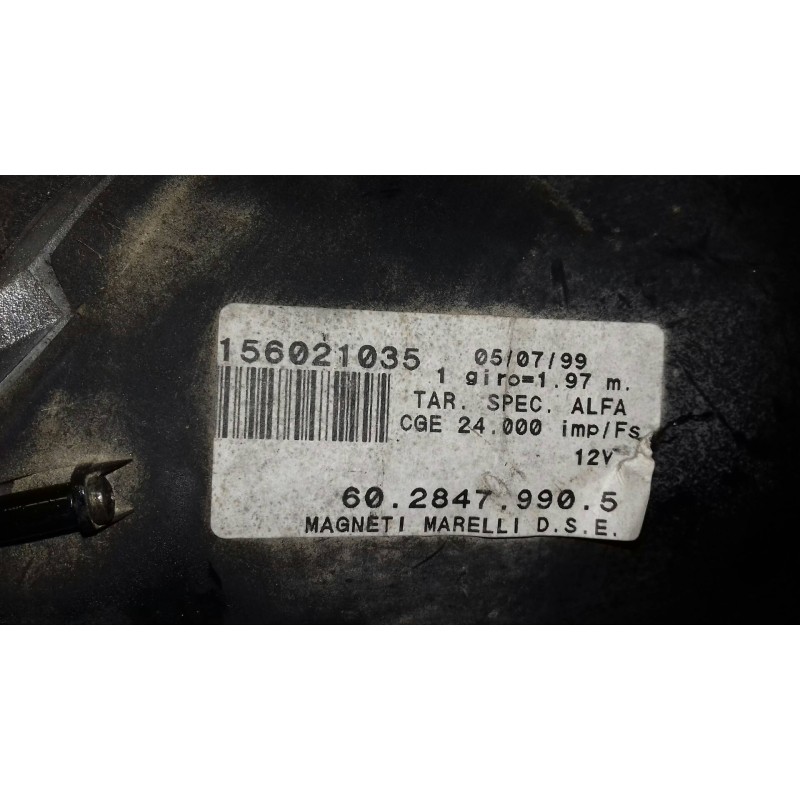 156021035 05/07/99
1 giro=1.97 m.
TAR. SPEC. ALFA
CGE 24.000 imp/Fs
12V
60.2847.990.5
MAGNETI MARELLI D.S.E.